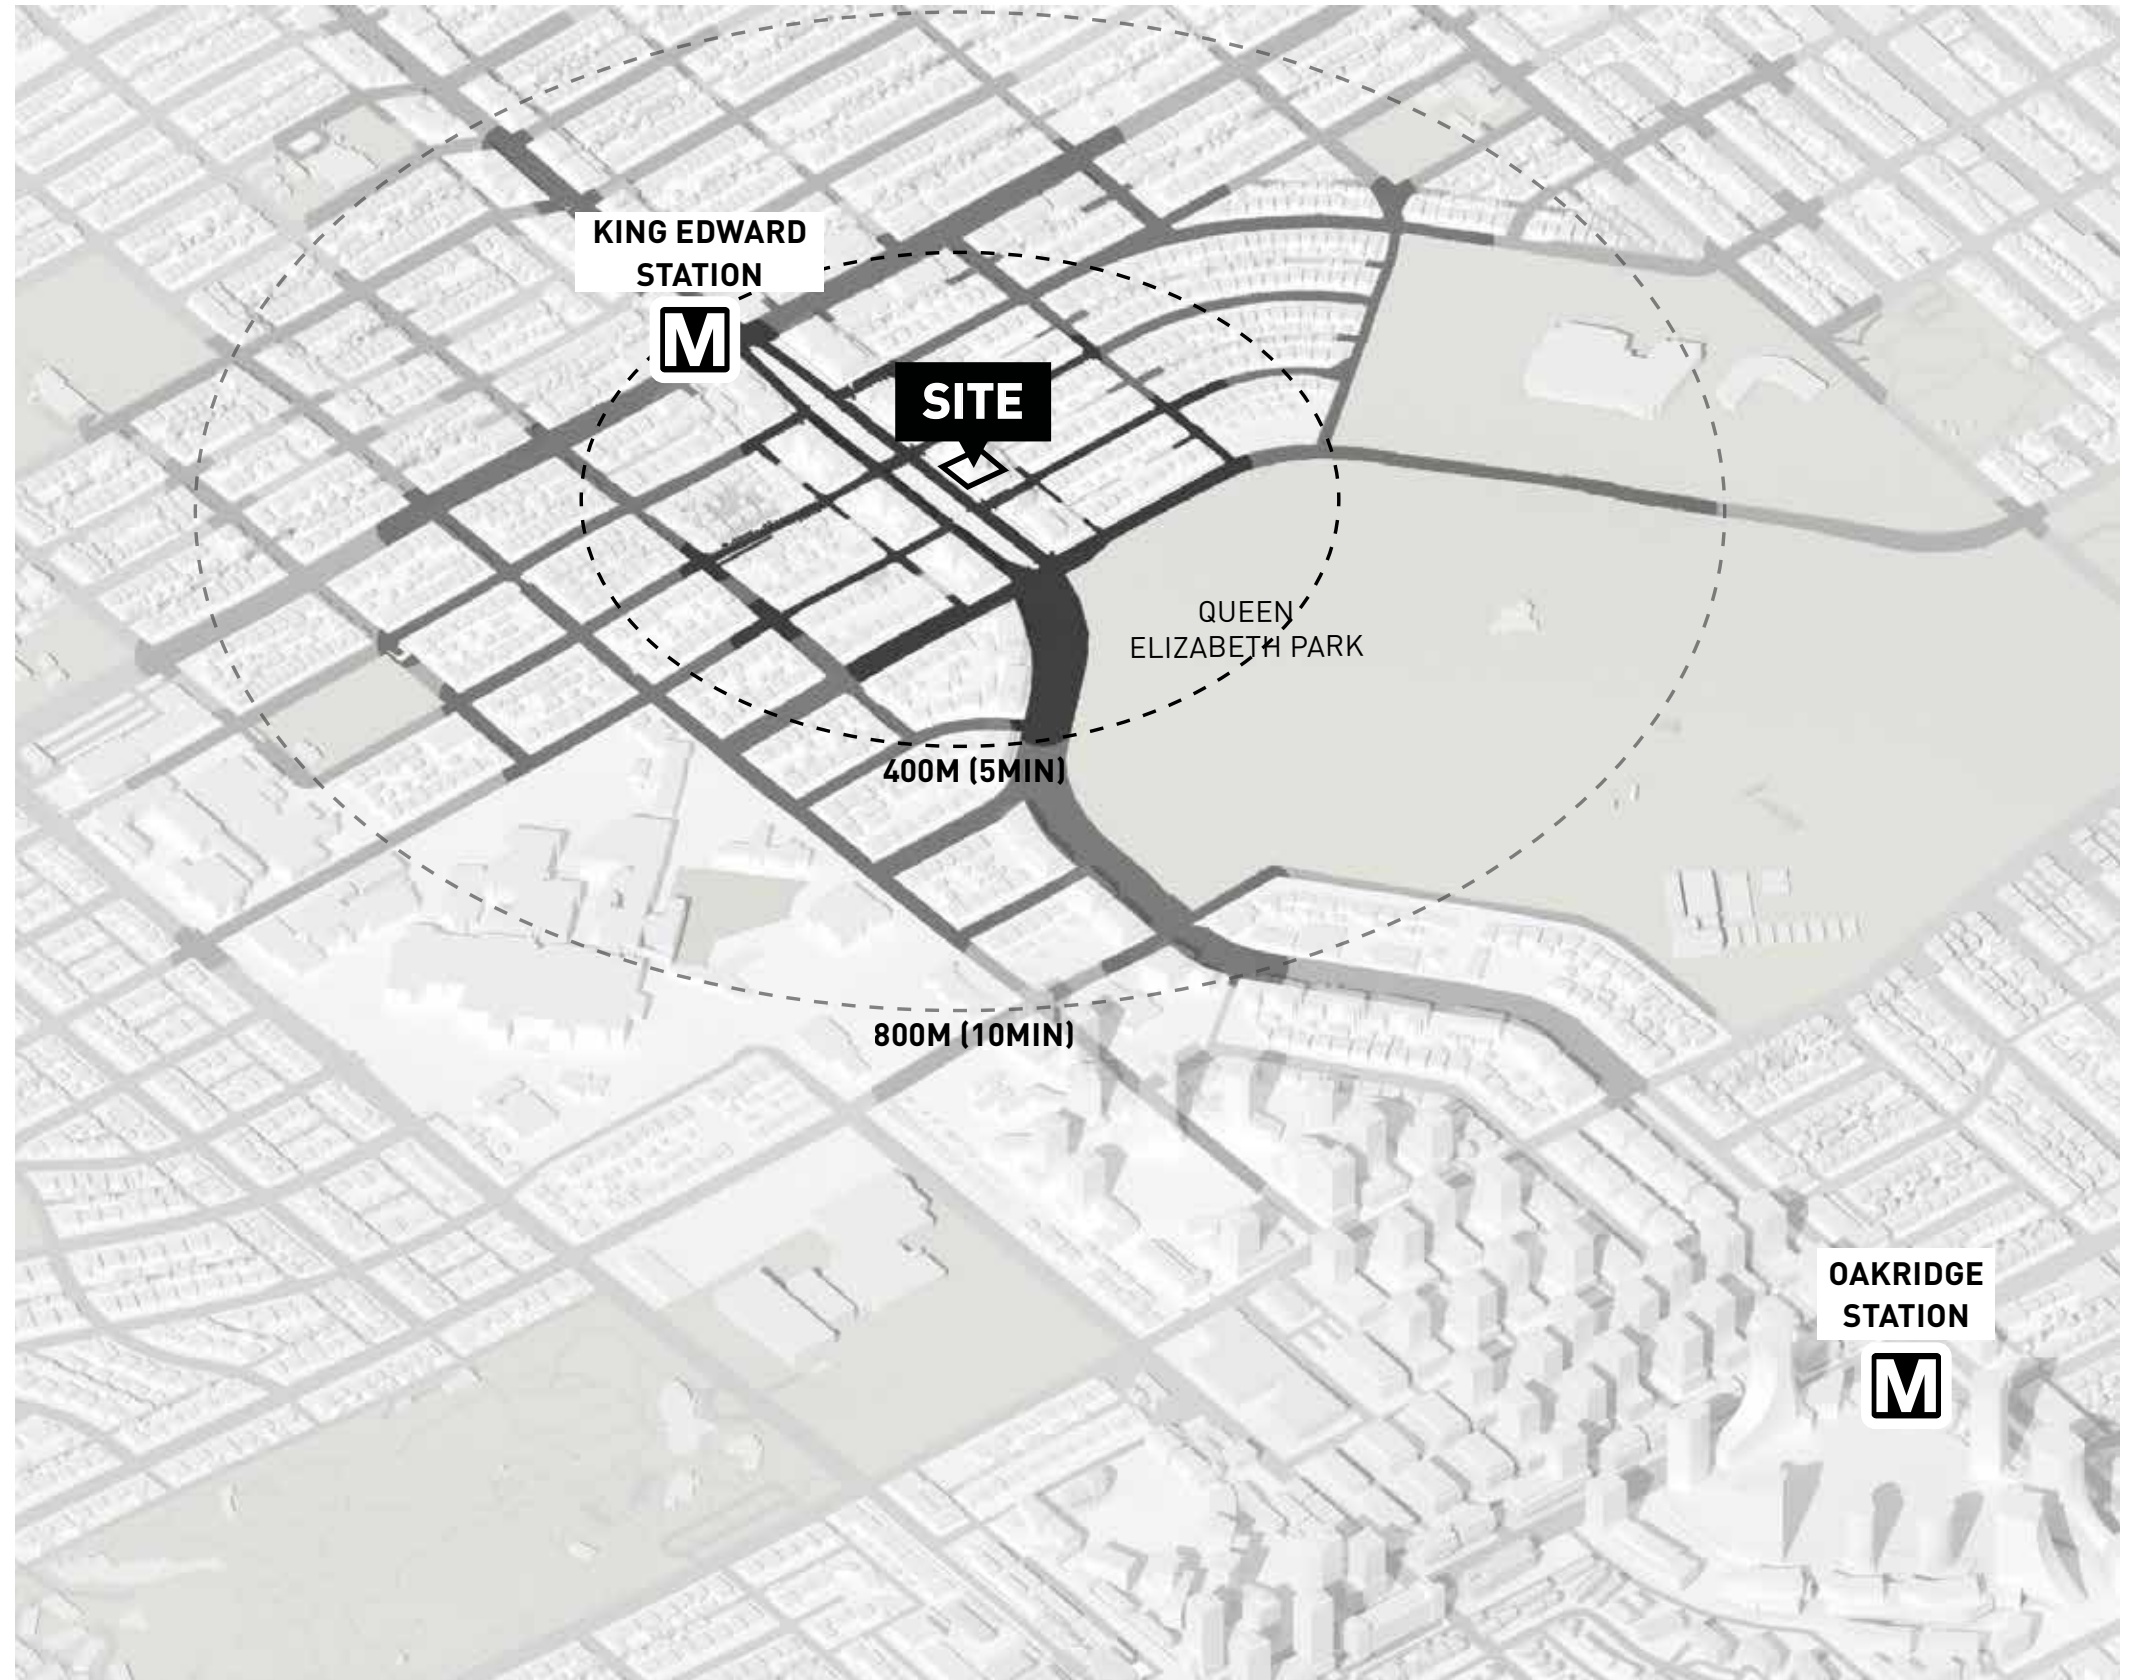 KING EDWARD
STATION
M
SITE
QUEEN
ELIZABETH PARK
400M (5MIN)
800M (10MIN)
OAKRIDGE
STATION
M